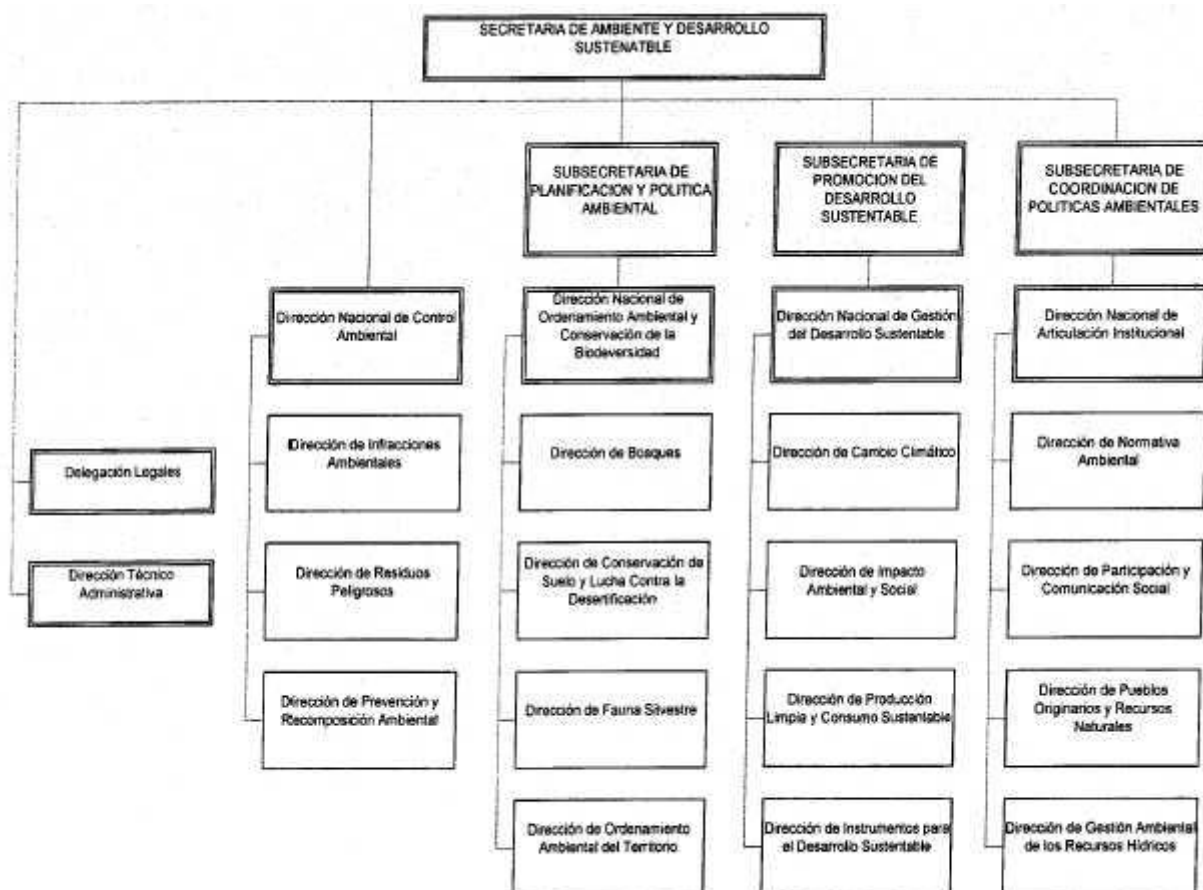 SECRETARIA DE AMBIENTE Y DESARROLLO
SUSTENATBLE
SUBSECRETARIA DE
PLANIFICACION Y POLITICA
AMBIENTAL
SUBSECRETARIA DE
PROMOCION DEL
DESARROLLO
SUSTENTABLE
SUBSECRETARIA DE
COORDINACION DE
POLITICAS AMBIENTALES
Dirección Nacional de Control
Ambiental
Dirección Nacional de
Ordenamiento Ambiental y
Conservación de la
Biodeversidad
Dirección Nacional de Gestión
del Desarrollo Sustentable
Dirección Nacional de
Articulación Institucional
Delegación Legales
Dirección de Infracciones
Ambientales
Dirección de Bosques
Dirección de Cambio Climático
Dirección de Normativa
Ambiental
Dirección Técnico
Administrativa
Dirección de Residuos
Peligrosos
Dirección de Conservación de
Suelo y Lucha Contra la
Desertificación
Dirección de Impacto
Ambiental y Social
Dirección de Participación y
Comunicación Social
Dirección de Prevención y
Recomposición Ambiental
Dirección de Fauna Silvestre
Dirección de Producción
Limpia y Consumo Sustentable
Dirección de Pueblos
Originarios y Recursos
Naturales
Dirección de Ordenamiento
Ambiental del Territorio
Dirección de Instrumentos para
el Desarrollo Sustentable
Dirección de Gestión Ambiental
de los Recursos Hídricos